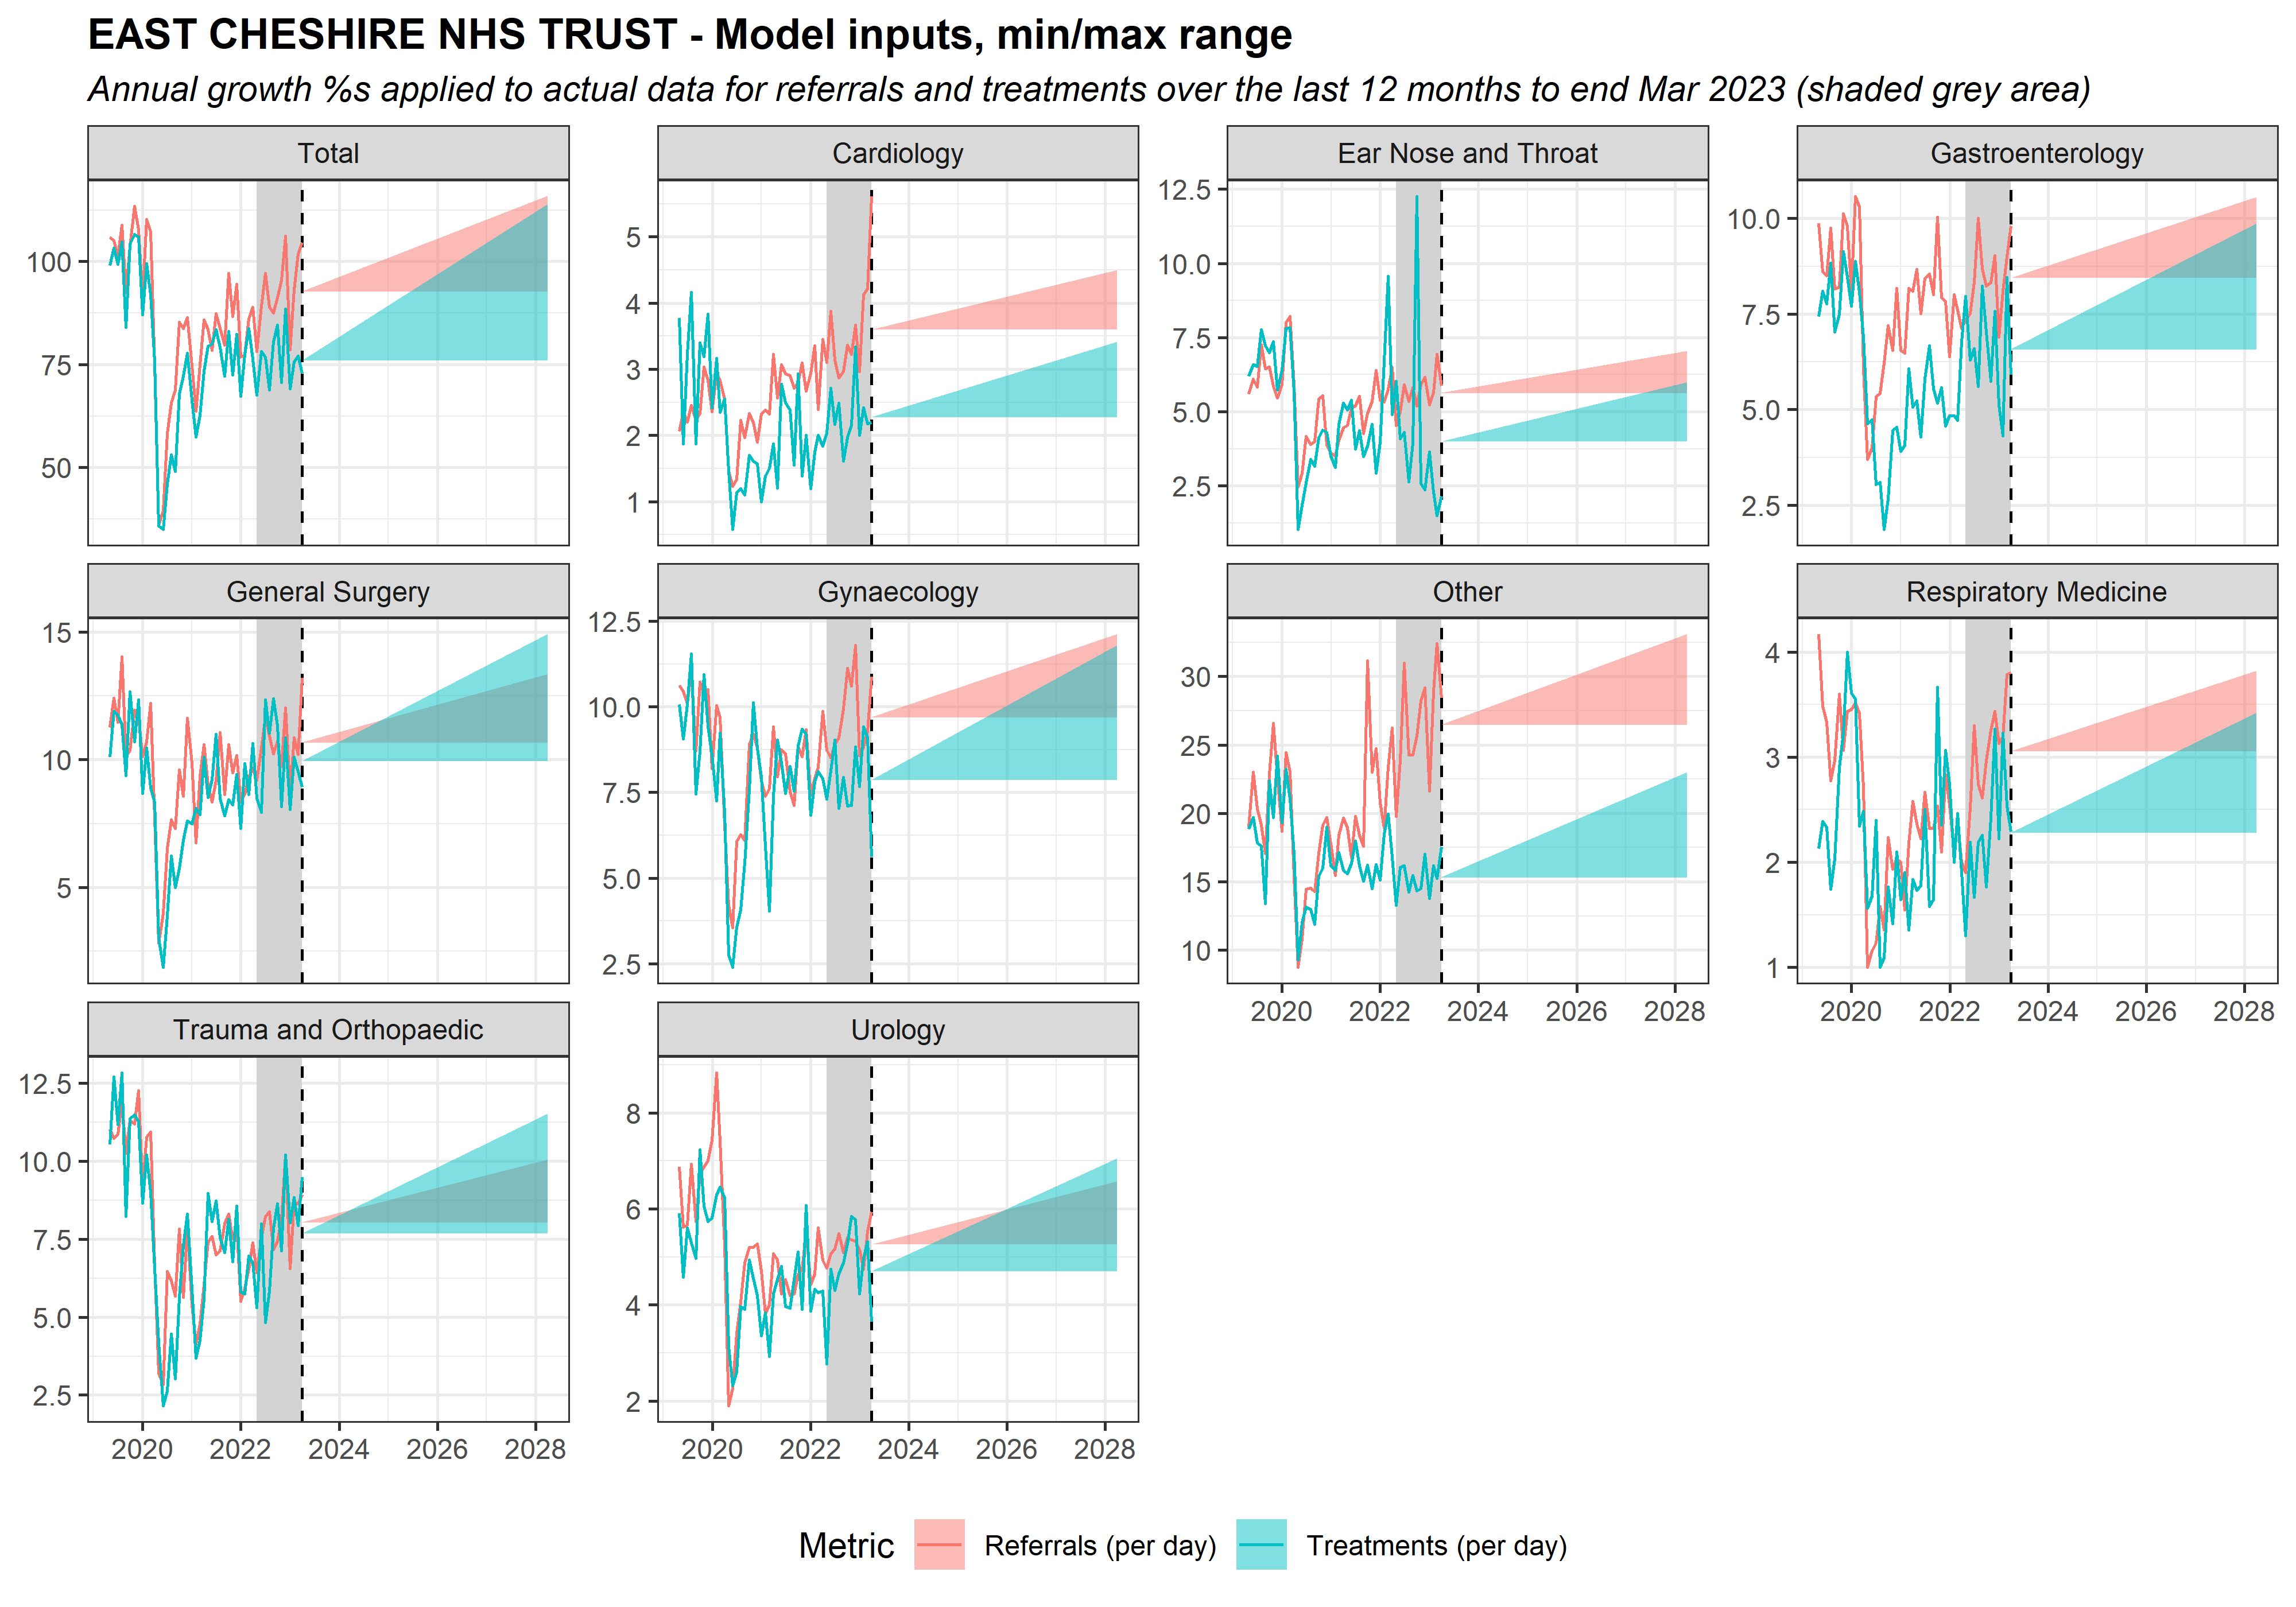 EAST CHESHIRE NHS TRUST - Model inputs, min/max range
Annual growth %s applied to actual data for referrals and treatments over the last 12 months to end Mar 2023 (shaded grey area)
Total
Cardiology
Ear Nose and Throat
Gastroenterology
100
75
50
5
4
3
2
1
12.5
10.0
7.5
5.0
2.5
10.0
7.5
5.0
2.5
General Surgery
Gynaecology
Other
Respiratory Medicine
15
10
5
12.5
10.0
7.5
5.0
2.5
30
25
20
15
10
4
3
2
1
2020 2022 2024 2026 2028
2020 2022 2024 2026 2028
Trauma and Orthopaedic
Urology
12.5
10.0
7.5
5.0
2.5
8
6
4
2
2020 2022 2024 2026 2028
2020 2022 2024 2026 2028
Metric Referrals (per day) Treatments (per day)